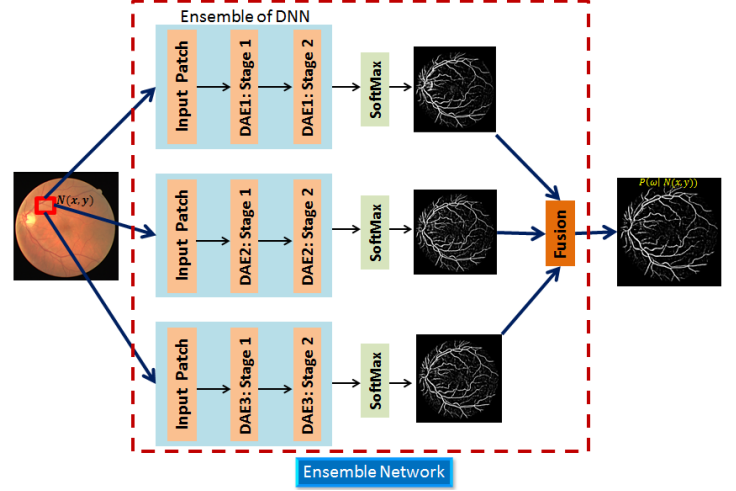 Ensemble of DNN
Input Patch
DAE1: Stage 1
DAE1: Stage 2
SoftMax
N(x, y)
Input Patch
DAE2: Stage 1
DAE2: Stage 2
SoftMax
Fusion
P(ω| N(x, y))
Input Patch
DAE3: Stage 1
DAE3: Stage 2
SoftMax
Ensemble Network